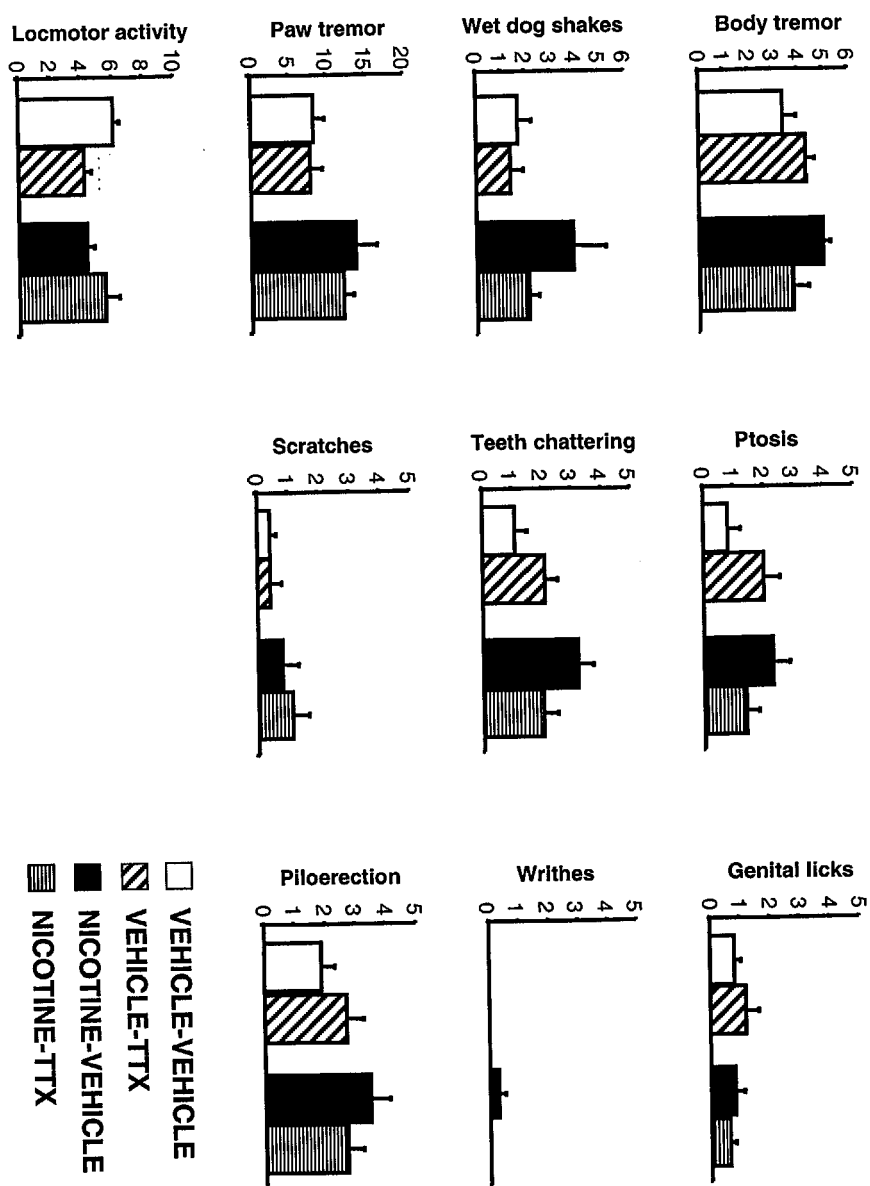 Locmotor activity
0 2 4 6 8 10
Paw tremor
0 5 10 15 20
Wet dog shakes
0 1 2 3 4 5 6
Body tremor
0 1 2 3 4 5 6
Scratches
0 1 2 3 4 5
Teeth chattering
0 1 2 3 4 5
Ptosis
0 1 2 3 4 5
Piloerection
0 1 2 3 4 5
Writhes
0 1 2 3 4 5
Genital licks
0 1 2 3 4 5
VEHICLE-VEHICLE
VEHICLE-TTX
NICOTINE-VEHICLE
NICOTINE-TTX